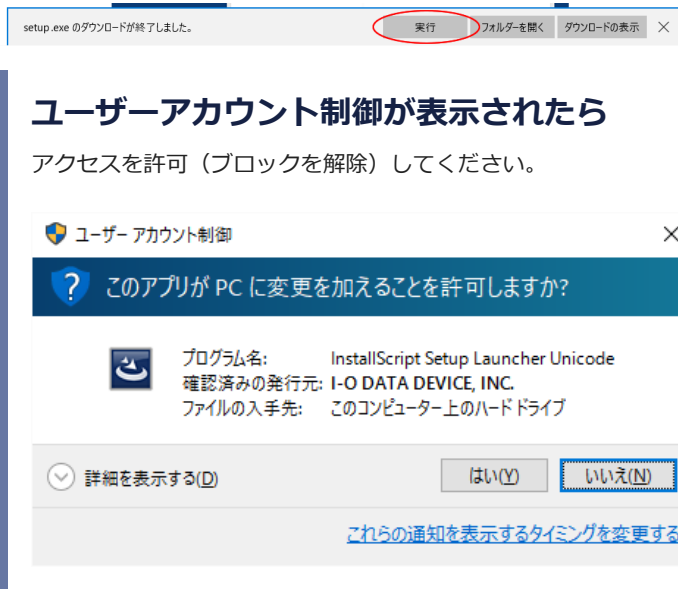 setup.exe のダウンロードが終了しました。 実行 フォルダーを開く ダウンロードの表示
ユーザーアカウント制御が表示されたら
アクセスを許可（ブロックを解除）してください。
ユーザー アカウント制御
このアプリが PC に変更を加えることを許可しますか?
プログラム名: InstallScript Setup Launcher Unicode
確認済みの発行元: I-O DATA DEVICE, INC.
ファイルの入手先: このコンピューター上のハード ドライブ
詳細を表示する(D) はい(Y) いいえ(N)
これらの通知を表示するタイミングを変更する